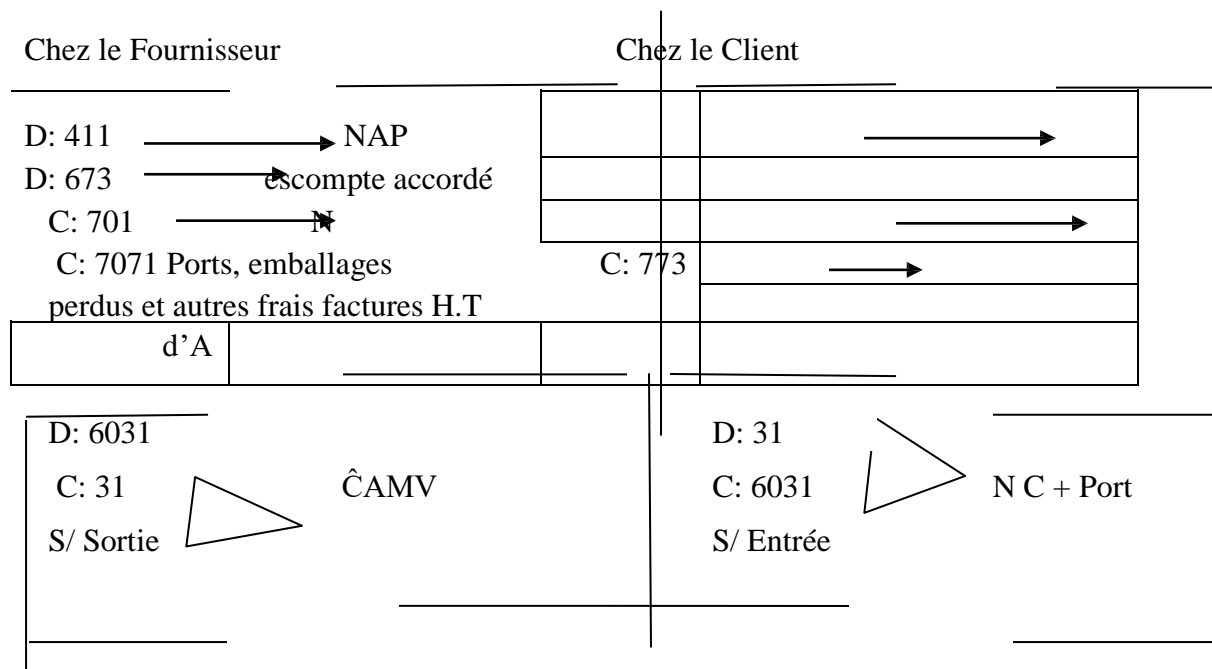 Chez le Fournisseur Chez le Client
D: 411 NAP
D: 673 escompte accordé
C: 701 N
C: 7071 Ports, emballages C: 773
perdus et autres frais factures H.T
d’A
D: 6031 D: 31
C: 31 ĈAMV C: 6031 N C + Port
S/ Sortie S/ Entrée